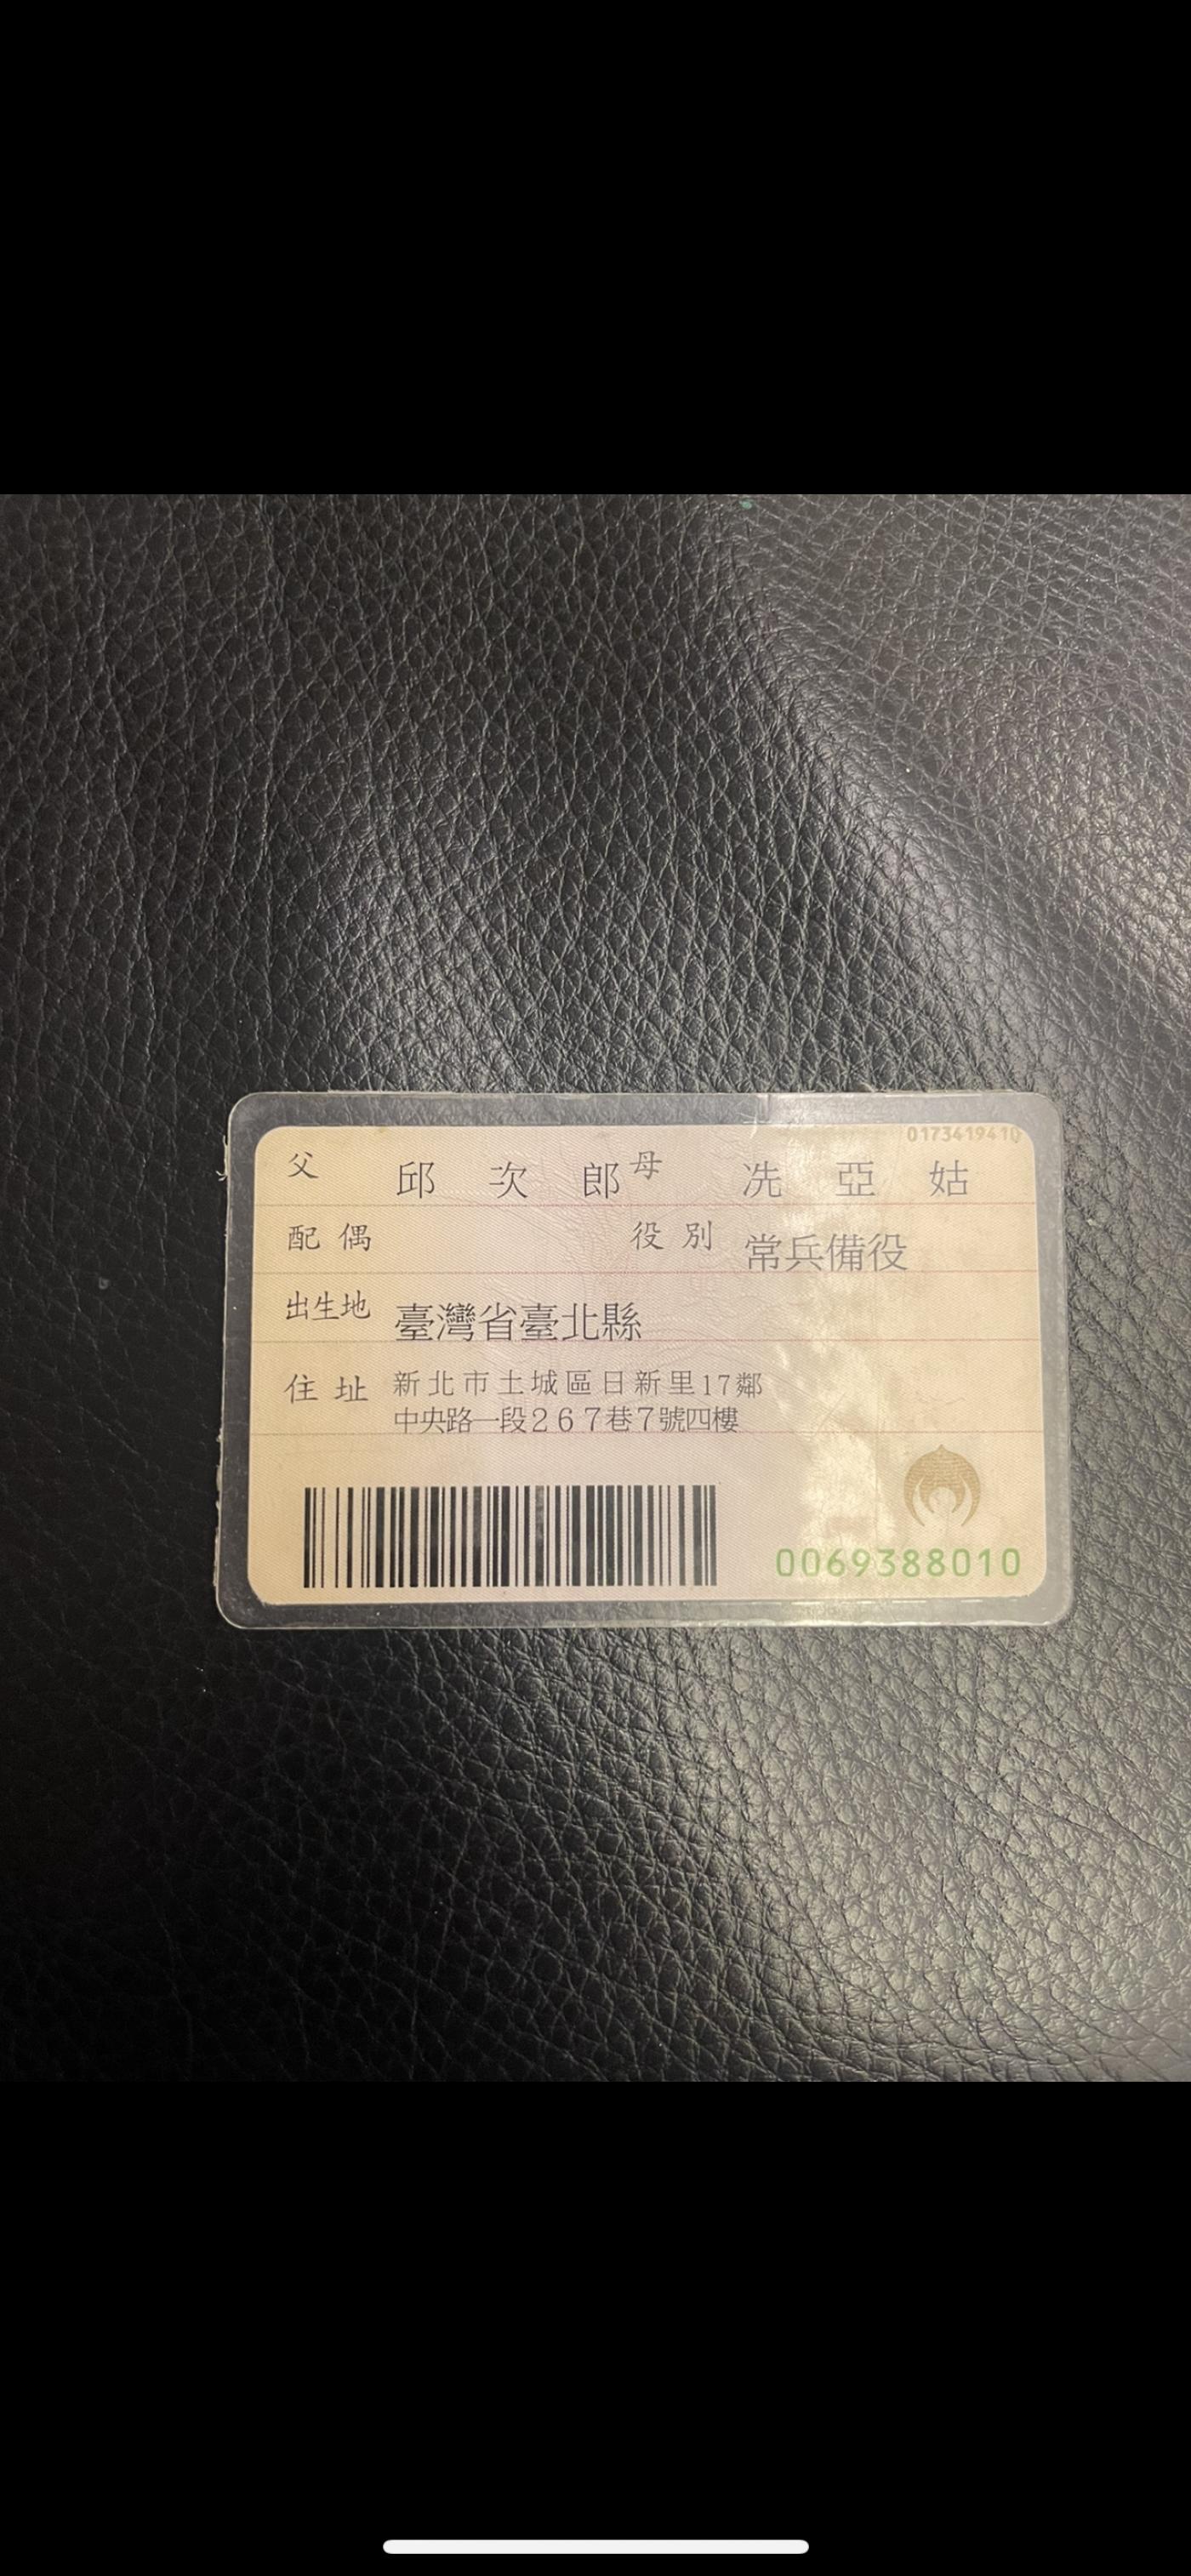 0173419410
父 邱次郎 母 冼亞姑
配偶 役別 常兵備役
出生地 臺灣省臺北縣
住址 新北市土城區日新里17鄰
中央路一段267巷7號四樓
0069388010